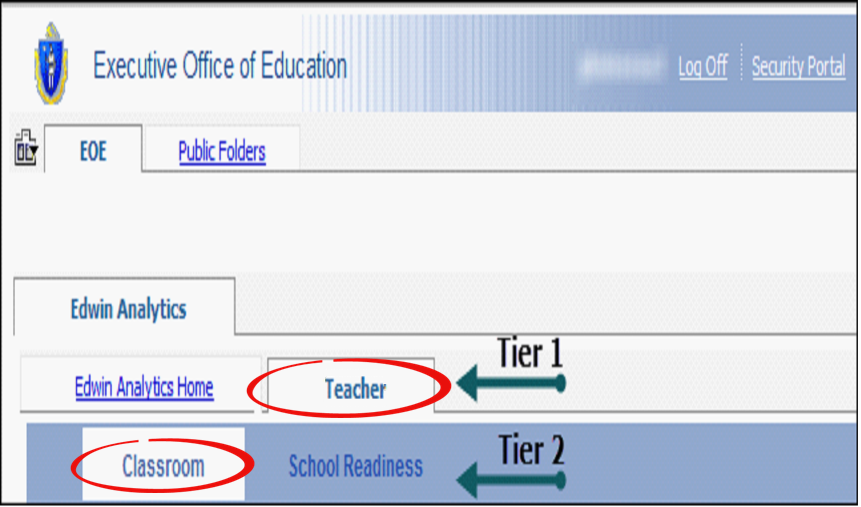 Executive Office of Education
Log Off Security Portal
EOE Public Folders
Edwin Analytics
Edwin Analytics Home Teacher Tier 1
Classroom School Readiness Tier 2